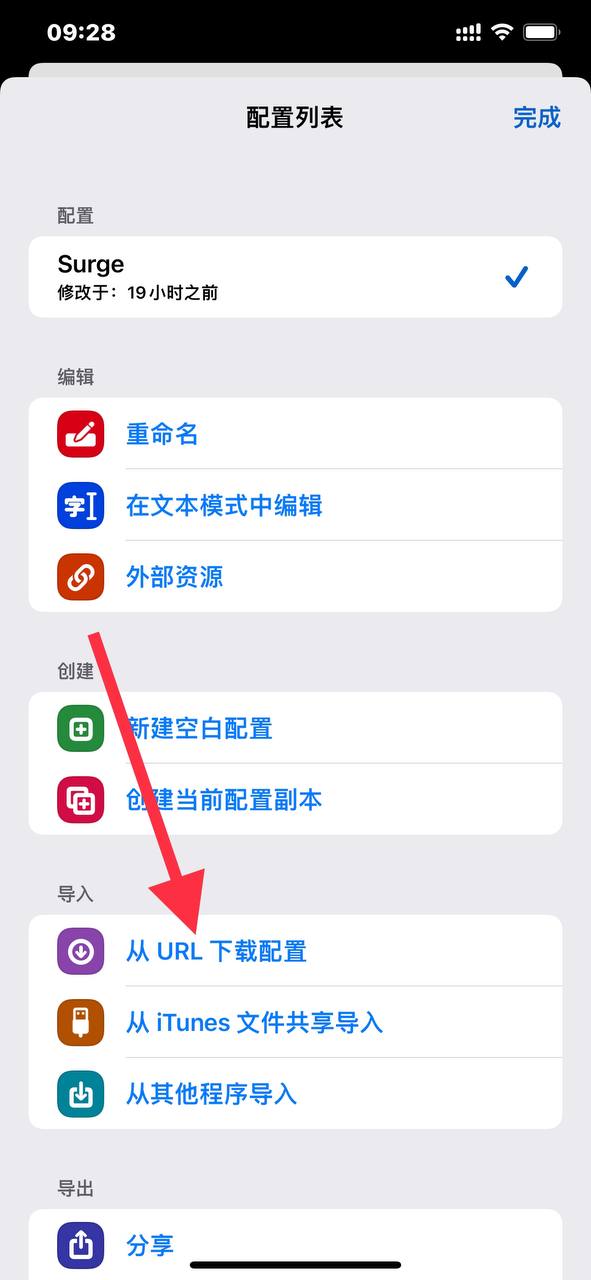 09:28
配置列表
完成
配置
Surge
修改于：19小时之前
编辑
重命名
在文本模式中编辑
外部资源
创建
新建空白配置
创建当前配置副本
导入
从 URL 下载配置
从 iTunes 文件共享导入
从其他程序导入
导出
分享